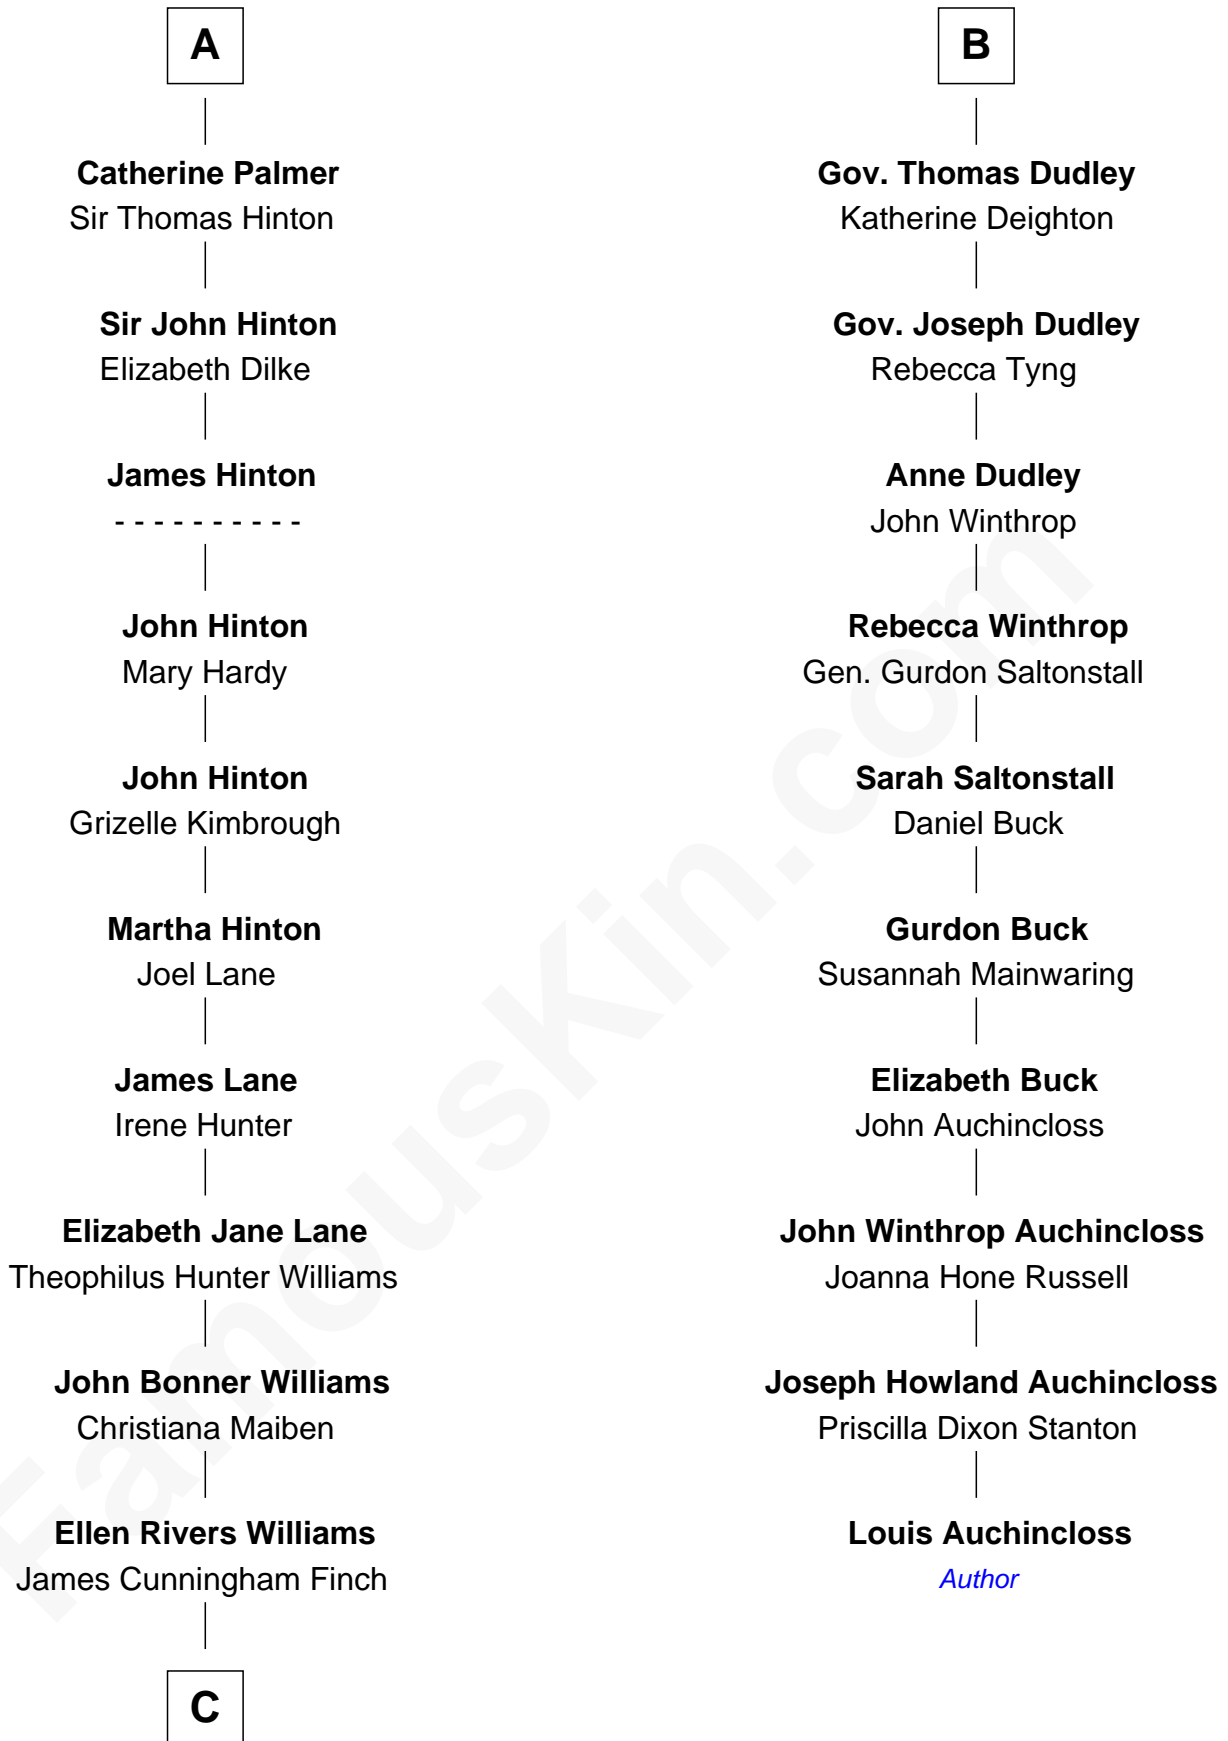 A
Catherine Palmer
Sir Thomas Hinton
Sir John Hinton
Elizabeth Dilke
James Hinton
- - - - - - - - - -
John Hinton
Mary Hardy
John Hinton
Grizelle Kimbrough
Martha Hinton
Joel Lane
James Lane
Irene Hunter
Elizabeth Jane Lane
Theophilus Hunter Williams
John Bonner Williams
Christiana Maiben
Ellen Rivers Williams
James Cunningham Finch
C
B
Gov. Thomas Dudley
Katherine Deighton
Gov. Joseph Dudley
Rebecca Tyng
Anne Dudley
John Winthrop
Rebecca Winthrop
Gen. Gurdon Saltonstall
Sarah Saltonstall
Daniel Buck
Gurdon Buck
Susannah Mainwaring
Elizabeth Buck
John Auchincloss
John Winthrop Auchincloss
Joanna Hone Russell
Joseph Howland Auchincloss
Priscilla Dixon Stanton
Louis Auchincloss
Author
FamousKin.com